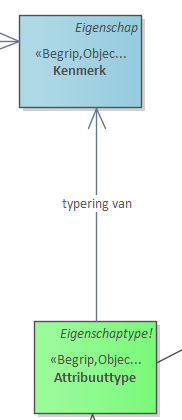 Eigenschap
«Begrip,Objec...
Kenmerk
typering van
Eigenschaptype!
«Begrip,Objec...
Attribuuttype